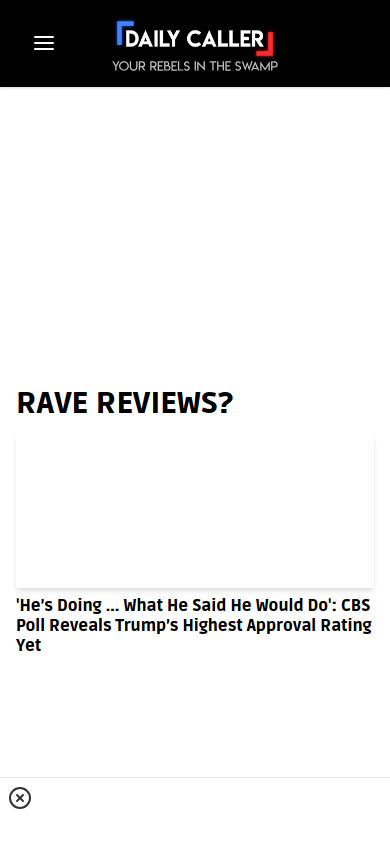 DAILY CALLER
YOUR REBELS IN THE SWAMP
RAVE REVIEWS?
'He's Doing ... What He Said He Would Do': CBS
Poll Reveals Trump's Highest Approval Rating
Yet